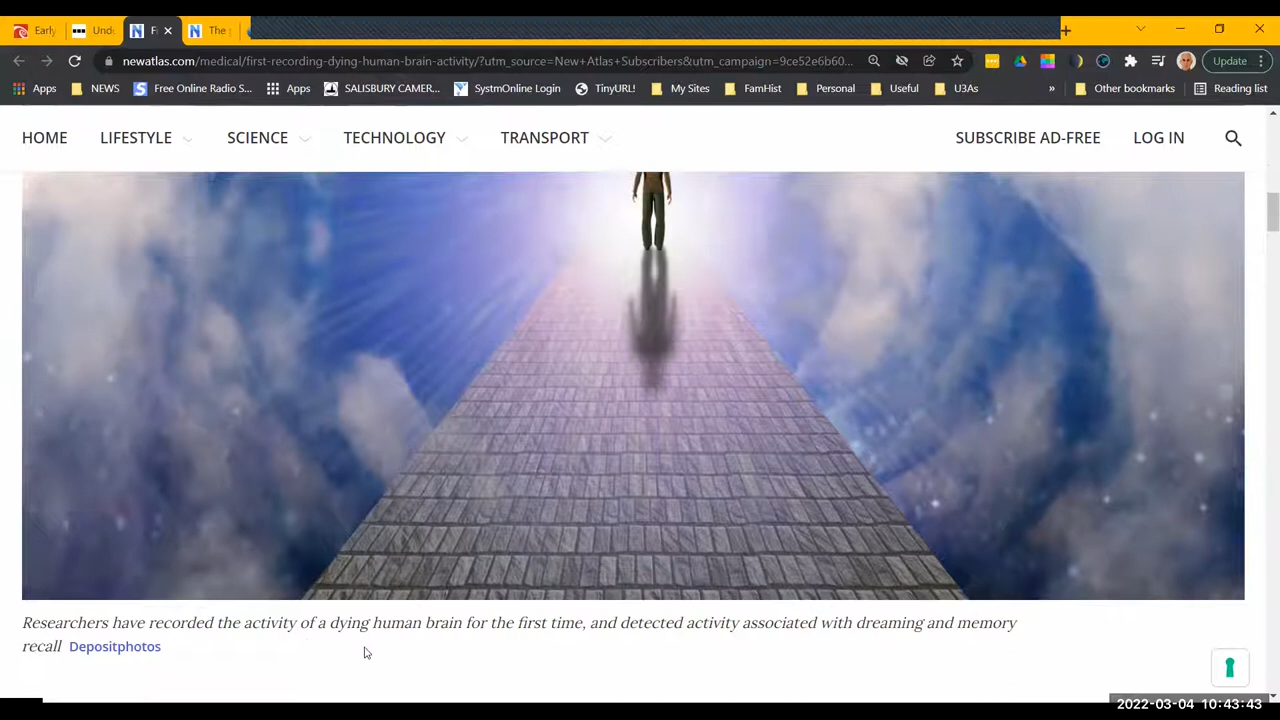 Early
Und
F
The
newatlas.com/medical/first-recording-dying-human-brain-activity/?utm_source=New+Atlas+Subscribers&utm_campaign=9ce52e6b60...
Update
Apps
NEWS
Free Online Radio S...
Apps
SALISBURY CAMER...
SystmOnline Login
TinyURL!
My Sites
FamHist
Personal
Useful
U3As
»
Other bookmarks
Reading list
HOME
LIFESTYLE
SCIENCE
TECHNOLOGY
TRANSPORT
SUBSCRIBE AD-FREE
LOG IN
Researchers have recorded the activity of a dying human brain for the first time, and detected activity associated with dreaming and memory
recall Depositphotos
2022-03-04 10:43:43